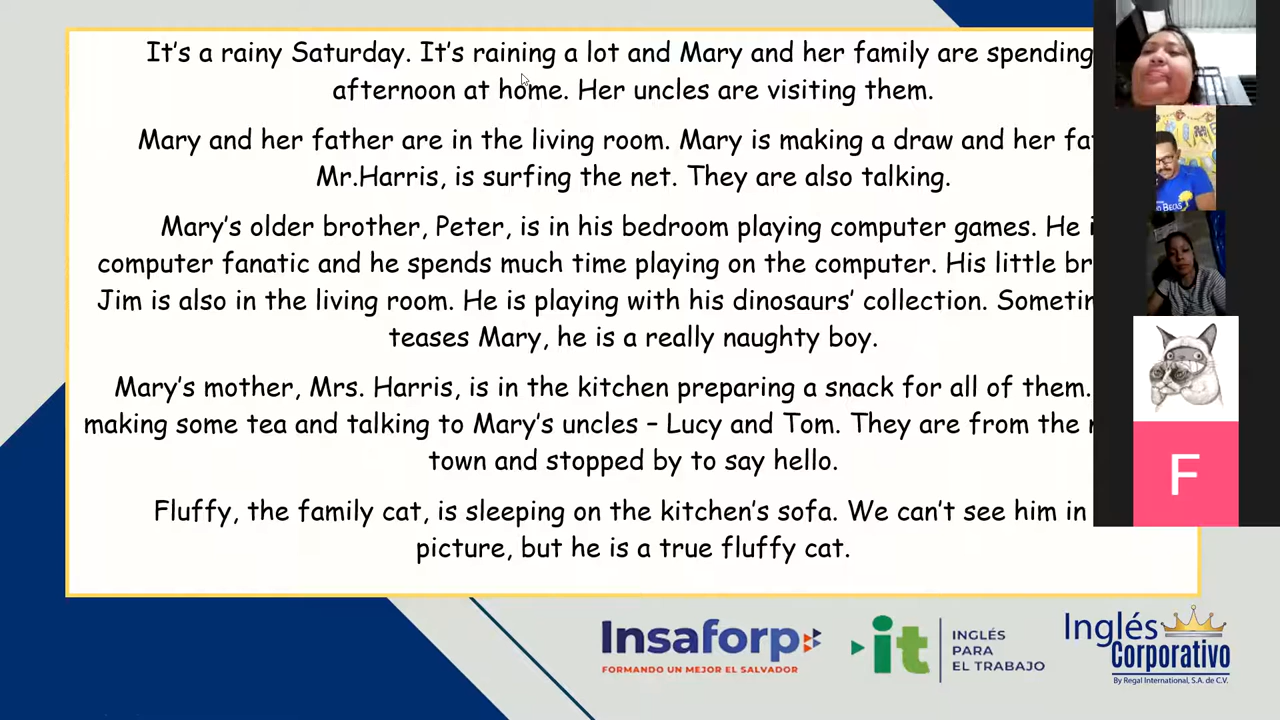 It's a rainy Saturday. It's raining a lot and Mary and her family are spending
afternoon at home. Her uncles are visiting them.
Mary and her father are in the living room. Mary is making a draw and her
Mr.Harris, is surfing the net. They are also talking.
Mary's older brother, Peter, is in his bedroom playing computer games. He
computer fanatic and he spends much time playing on the computer. His little
Jim is also in the living room. He is playing with his dinosaurs' collection.
teases Mary, he is a really naughty boy.
Mary's mother, Mrs. Harris, is in the kitchen preparing a snack for all of them.
making some tea and talking to Mary's uncles – Lucy and Tom. They are from the
town and stopped by to say hello.
Fluffy, the family cat, is sleeping on the kitchen's sofa. We can't see him in
picture, but he is a true fluffy cat.
F
Insaforp
FORMANDO UN MEJOR EL SALVADOR
it
INGLÉS
PARA
EL TRABAJO
Inglés
Corporativo
By Regal International, S.A. de C.V.